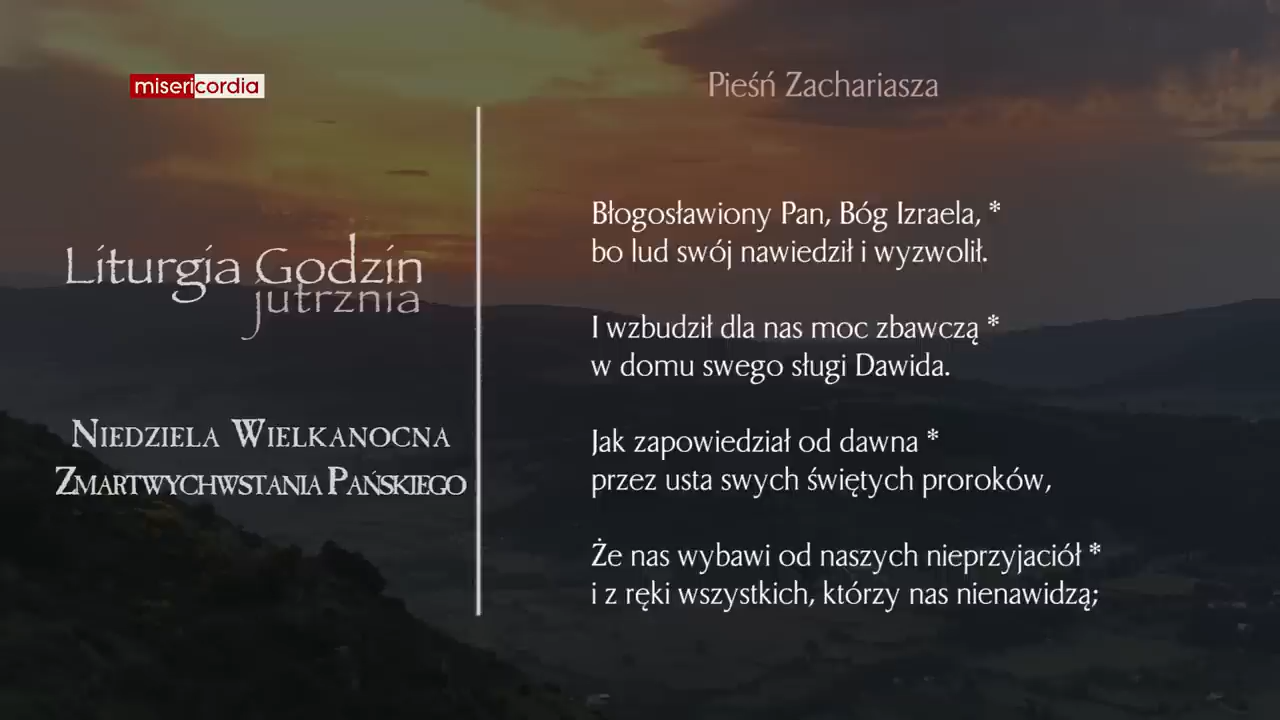 misericordia
Liturgia Godzin
jutrznia
Niedziela Wielkanocna
Zmartwychwstania Pańskiego
Pieśń Zachariasza
Błogosławiony Pan, Bóg Izraela, *
bo lud swój nawiedził i wyzwolił.
I wzbudził dla nas moc zbawczą *
w domu swego sługi Dawida.
Jak zapowiedział od dawna *
przez usta swych świętych proroków,
Że nas wybawi od naszych nieprzyjaciół *
i z ręki wszystkich, którzy nas nienawidzą;